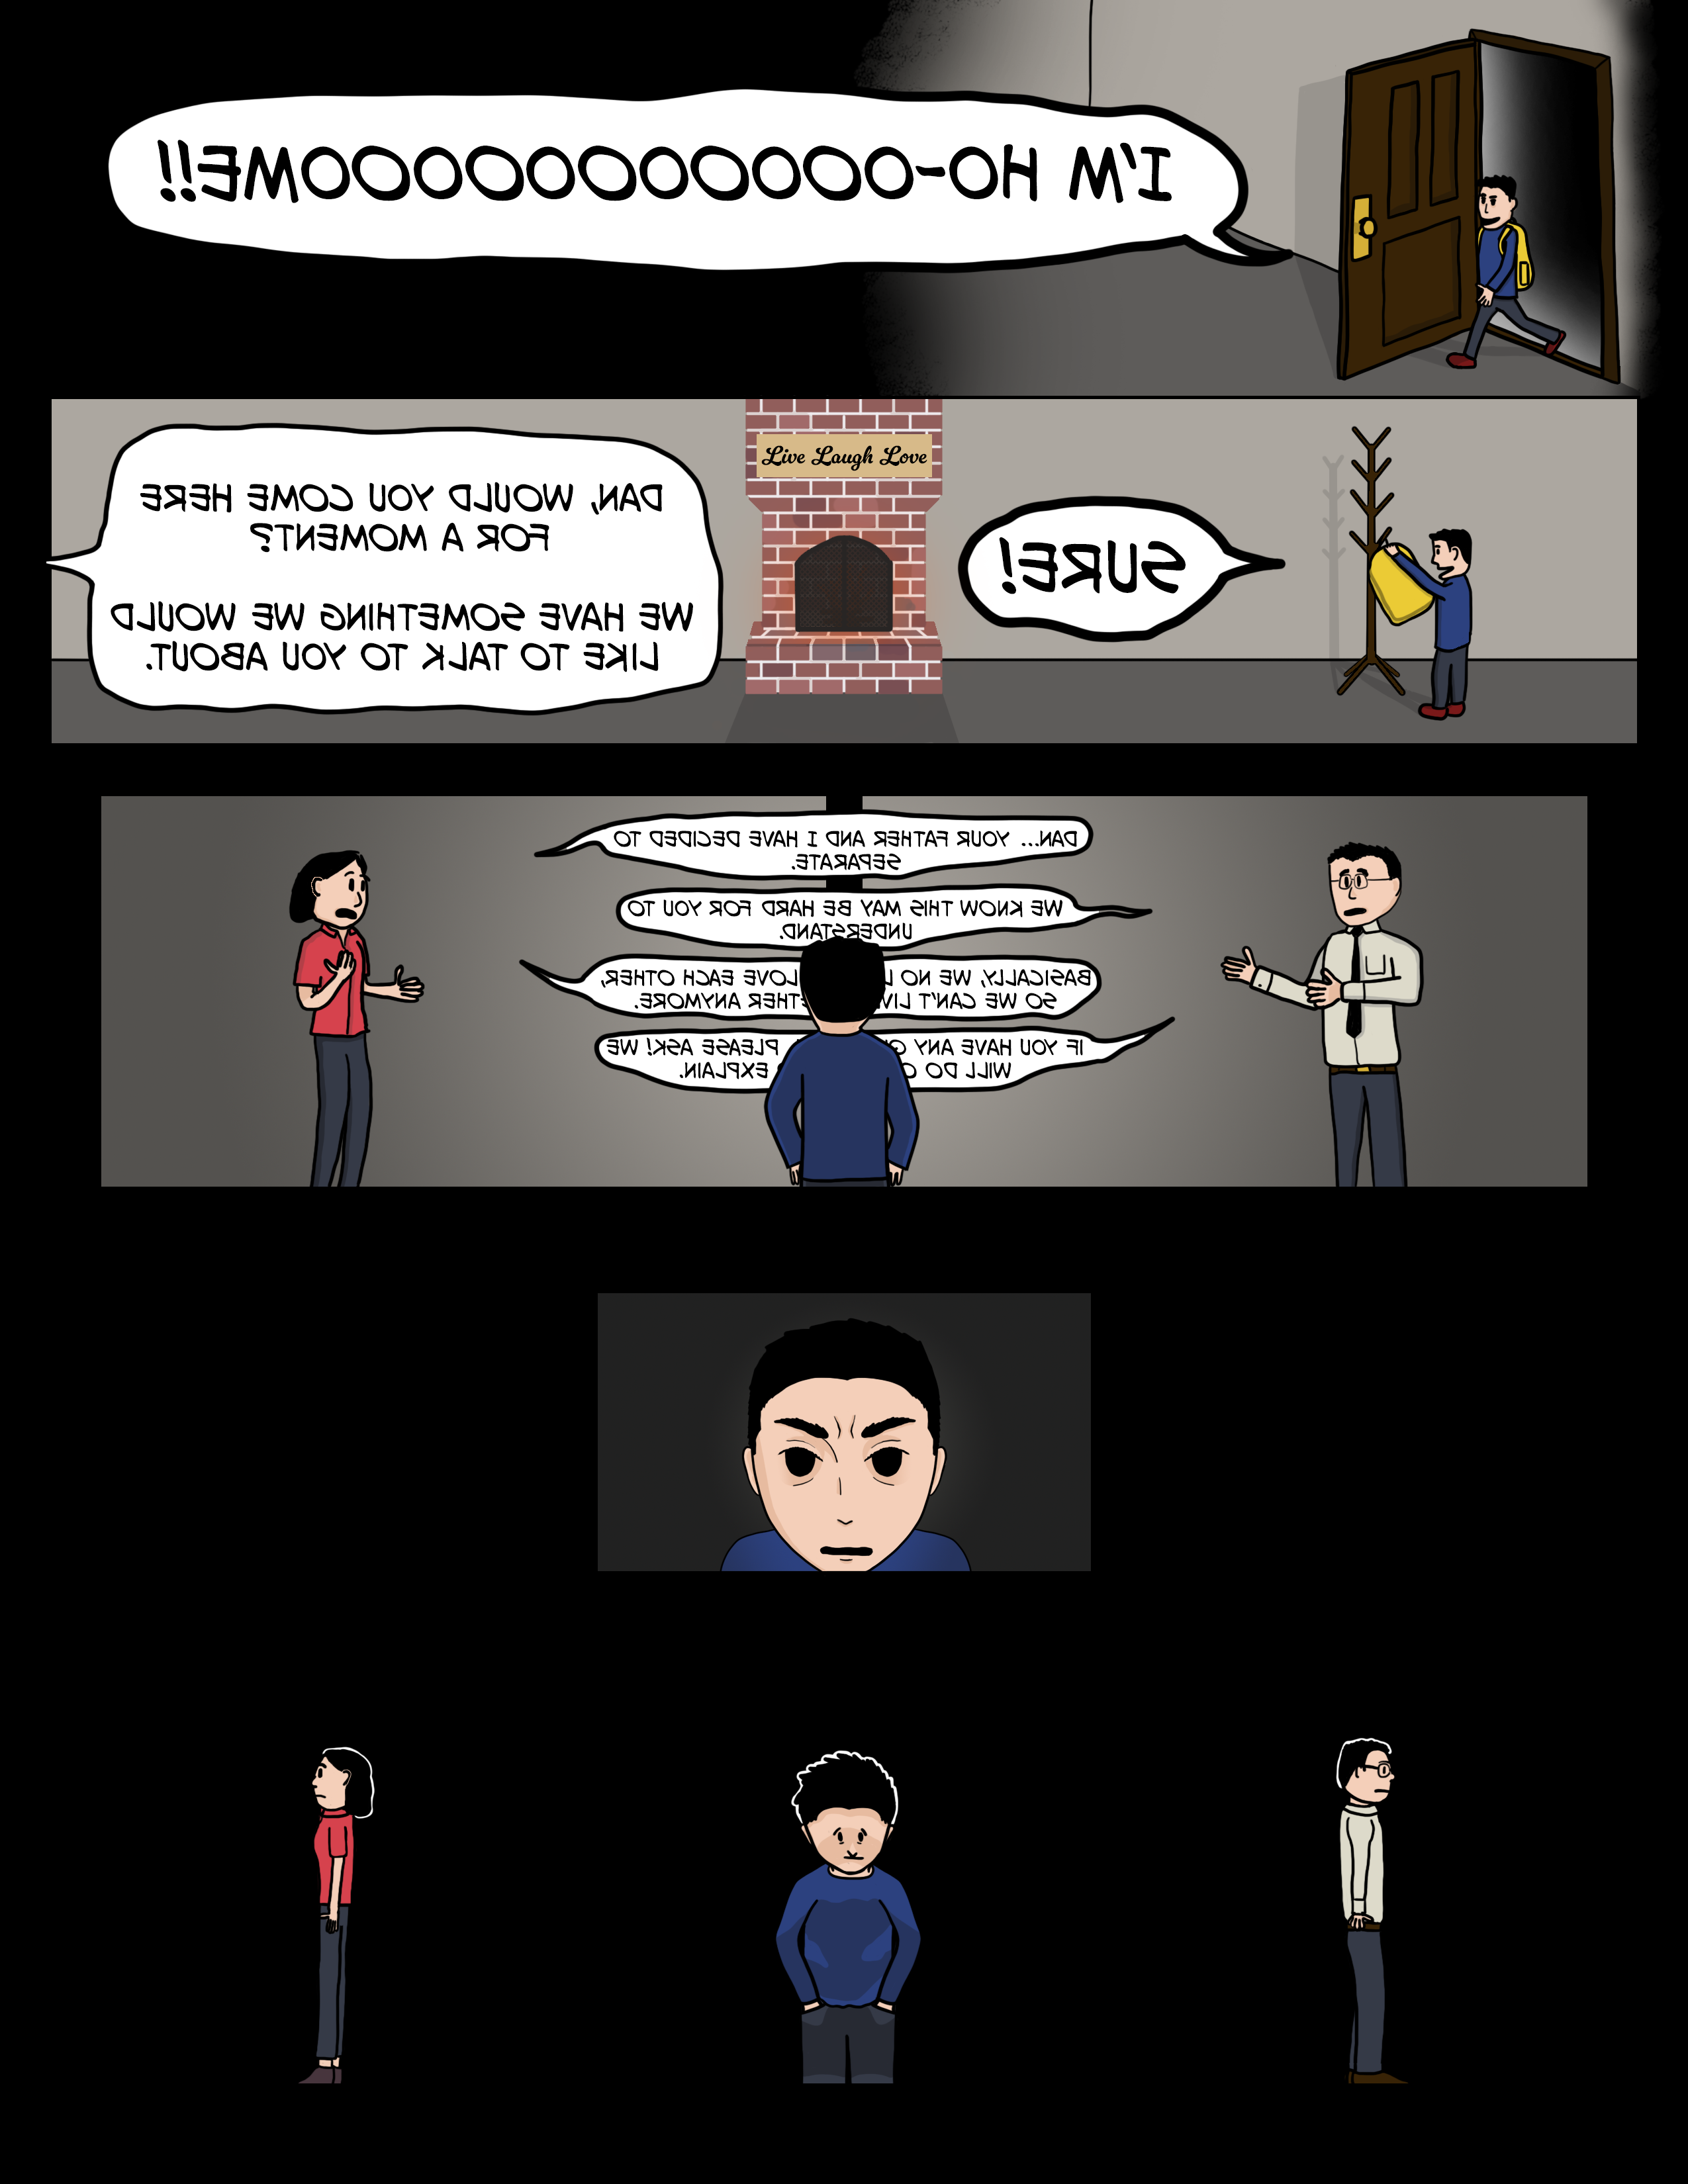 I'M HO-OOOOOOOOOOOME!!
DAN, WOULD YOU COME HERE
FOR A MOMENT?
WE HAVE SOMETHING WE WOULD
LIKE TO TALK TO YOU ABOUT.
Live Laugh Love
SURE!
DAN... YOUR FATHER AND I HAVE DECIDED TO
SEPARATE.
WE KNOW THIS MAY BE HARD FOR YOU TO
UNDERSTAND.
BASICALLY, WE NO LOVE EACH OTHER,
SO WE CAN'T ANYMORE.
IF YOU HAVE ANY PLEASE ASK! WE
WILL DO EXPLAIN.